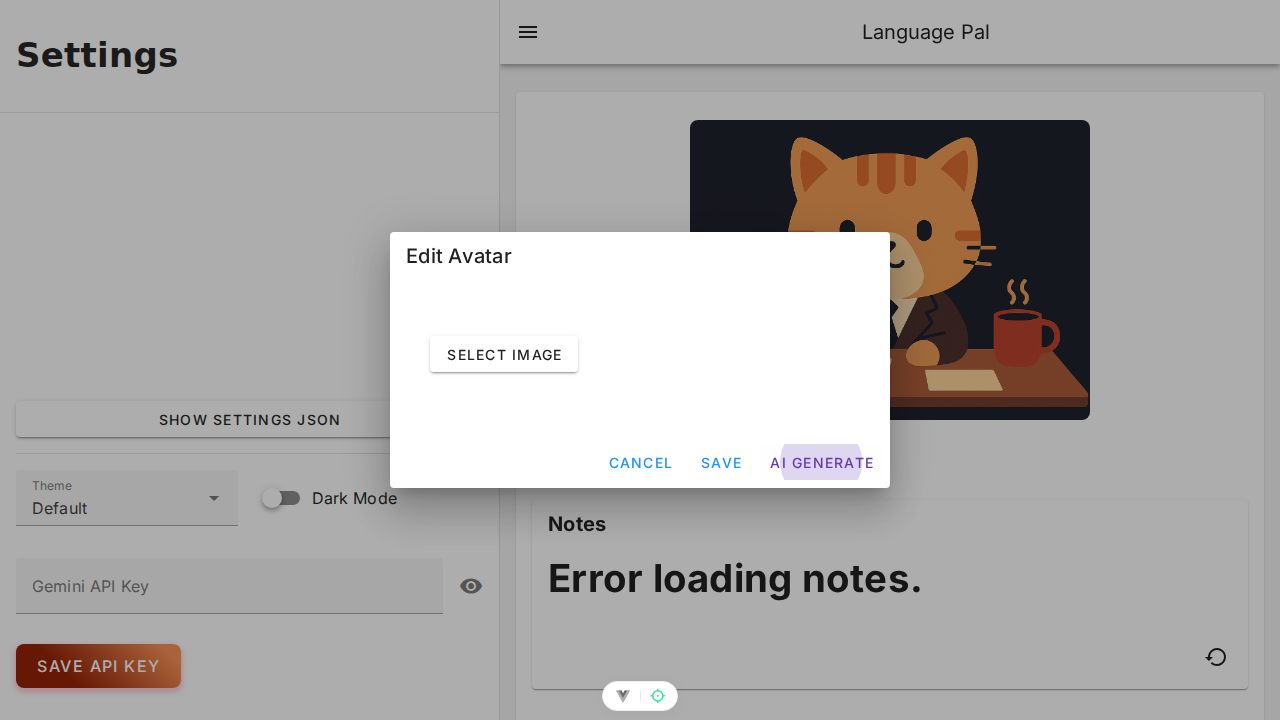 Settings
Language Pal
Edit Avatar
SELECT IMAGE
CANCEL
SAVE
AI GENERATE
SHOW SETTINGS JSON
Theme
Default
Dark Mode
Gemini API Key
SAVE API KEY
Notes
Error loading notes.